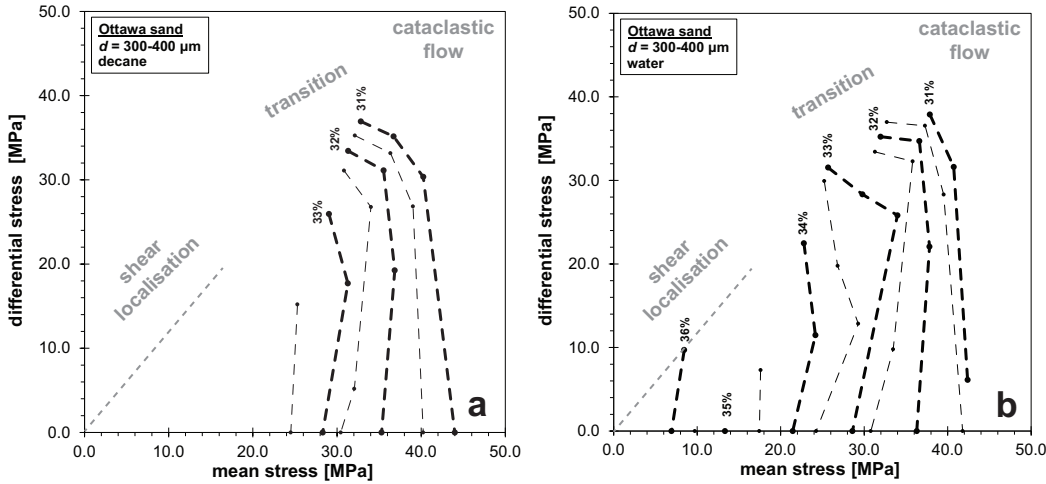 50.0
40.0
30.0
20.0
10.0
0.0
differential stress [MPa]
Ottawa sand
d = 300-400 µm
decane
cataclastic
flow
transition
shear
localisation
31%
32%
33%
a
0.0
10.0
20.0
30.0
40.0
50.0
mean stress [MPa]
50.0
40.0
30.0
20.0
10.0
0.0
differential stress [MPa]
Ottawa sand
d = 300-400 µm
water
cataclastic
flow
transition
shear
localisation
31%
32%
33%
34%
36%
35%
b
0.0
10.0
20.0
30.0
40.0
50.0
mean stress [MPa]